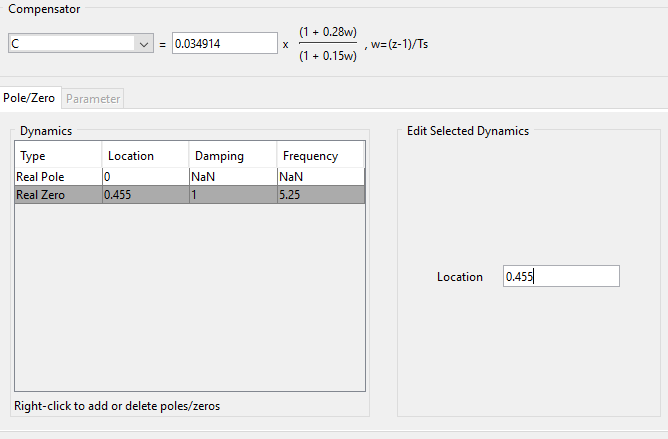 Compensator
C = 0.034914 x (1 + 0.28w)
(1 + 0.15w) , w=(z-1)/Ts
Pole/Zero Parameter
Dynamics
Type Location Damping Frequency
Real Pole 0 NaN NaN
Real Zero 0.455 1 5.25
Right-click to add or delete poles/zeros
Edit Selected Dynamics
Location 0.455